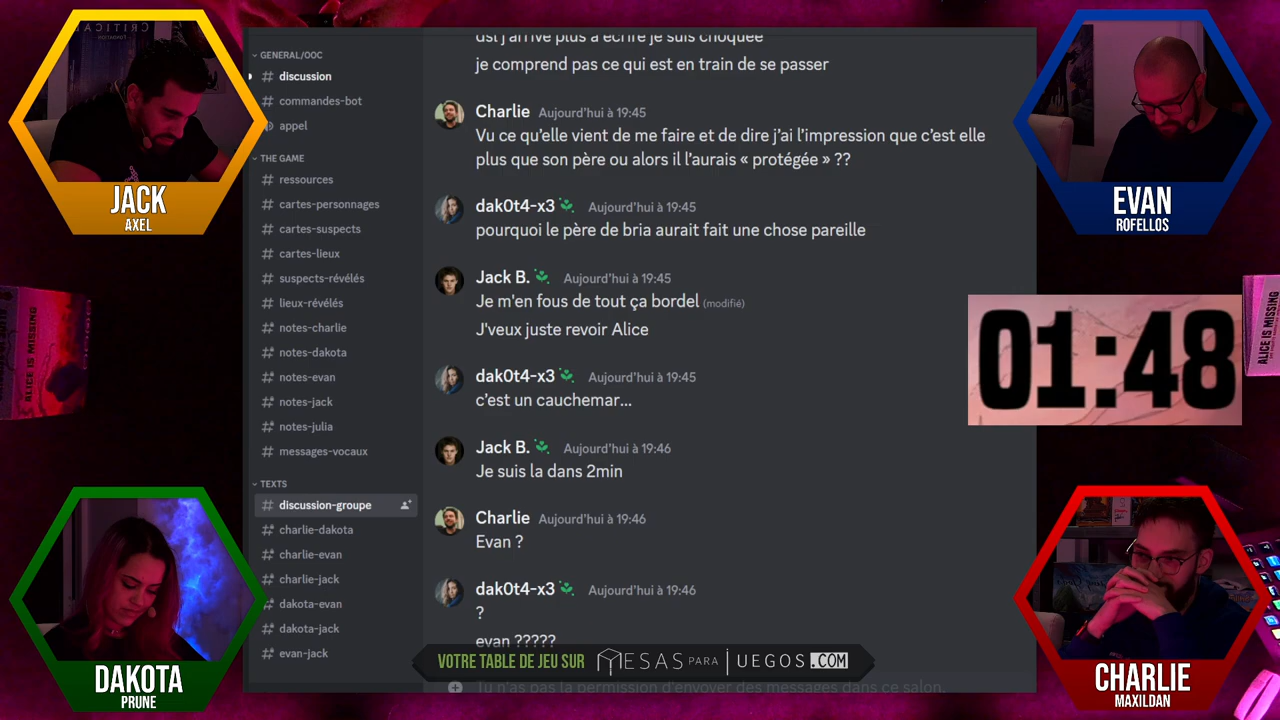 JACK
AXEL
EVAN
ROFELLOS
DAKOTA
PRUNE
CHARLIE
MAXILDAN
01:48
ALICE IS MISSING
ALICE IS MISSING
GENERAL/OOC
# discussion
# commandes-bot
appel
THE GAME
# ressources
# cartes-personnages
# cartes-suspects
# cartes-lieux
# suspects-révélés
# lieux-révélés
# notes-charlie
# notes-dakota
# notes-evan
# notes-jack
# notes-julia
# messages-vocaux
TEXTS
# discussion-groupe
# charlie-dakota
# charlie-evan
# charlie-jack
# dakota-evan
# dakota-jack
# evan-jack
dsl j'arrive plus à écrire je suis choquée
je comprend pas ce qui est en train de se passer
Charlie Aujourd'hui à 19:45
Vu ce qu'elle vient de me faire et de dire j'ai l'impression que c'est elle
plus que son père ou alors il l'aurais « protégée » ??
dak0t4-x3 Aujourd'hui à 19:45
pourquoi le père de bria aurait fait une chose pareille
Jack B. Aujourd'hui à 19:45
Je m'en fous de tout ça bordel (modifié)
J'veux juste revoir Alice
dak0t4-x3 Aujourd'hui à 19:45
c'est un cauchemar...
Jack B. Aujourd'hui à 19:46
Je suis la dans 2min
Charlie Aujourd'hui à 19:46
Evan ?
dak0t4-x3 Aujourd'hui à 19:46
?
evan ?????
VOTRE TABLE DE JEU SUR MESAS PARA JUEGOS .COM
Tu n'as pas la permission d'envoyer des messages dans ce salon.